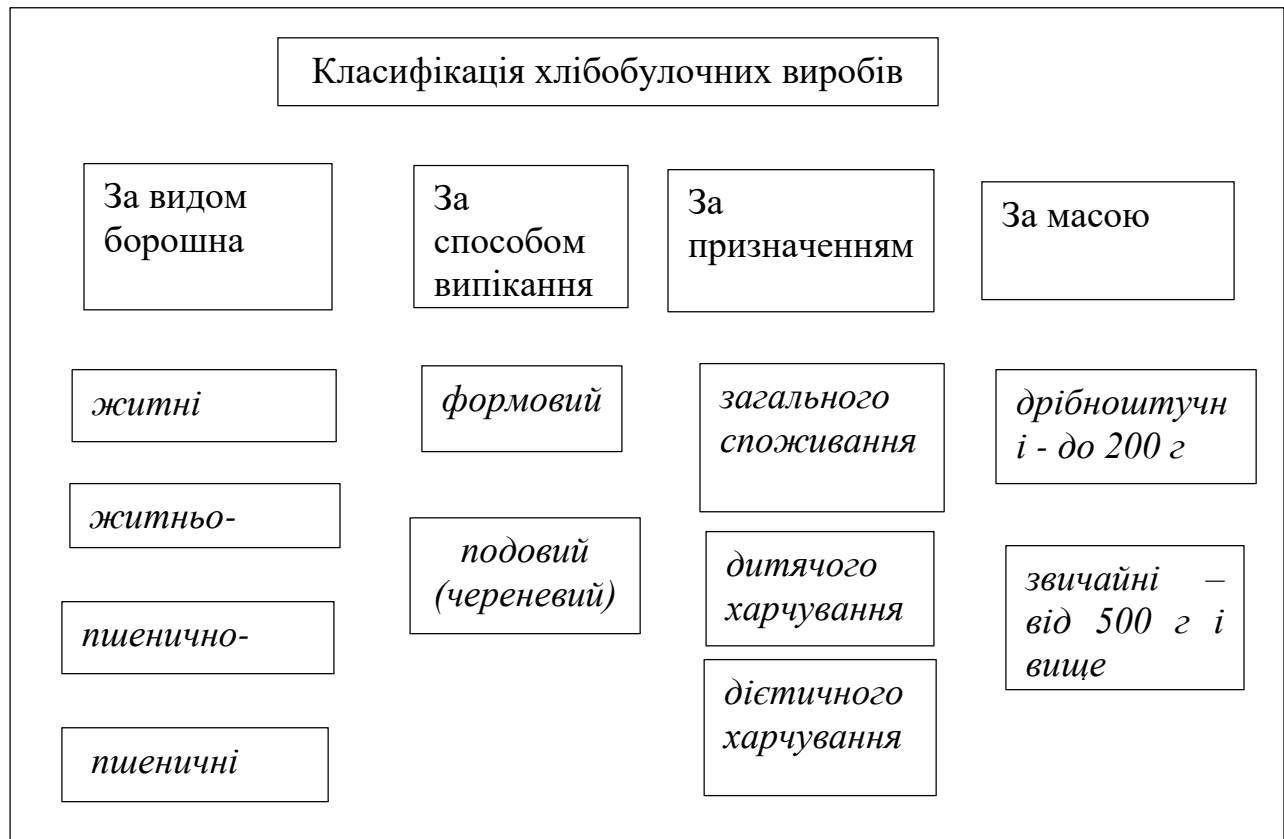 Класифікація хлібобулочних виробів
За видом
борошна
За
способом
випікання
За
призначенням
За масою
житні
житньо-
пшенично-
пшеничні
формовий
подовий
(череневий)
загального
споживання
дитячого
харчування
дієтичного
харчування
дрібноштучн
і - до 200 г
звичайні –
від 500 г і
вище